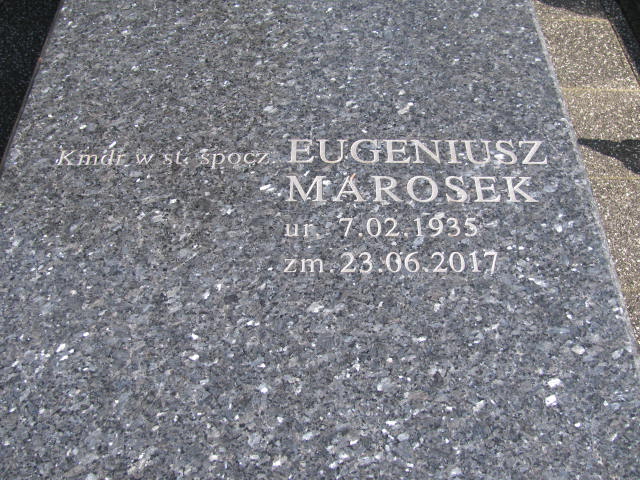 Kmdr w st. spocz. EUGENIUSZ
MAROSEK
ur. 7.02.1935
zm. 23.06.2017